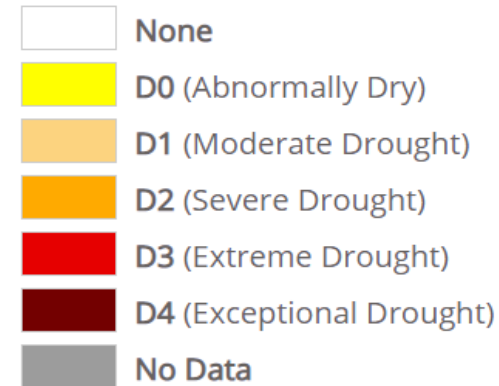 None
D0 (Abnormally Dry)
D1 (Moderate Drought)
D2 (Severe Drought)
D3 (Extreme Drought)
D4 (Exceptional Drought)
No Data